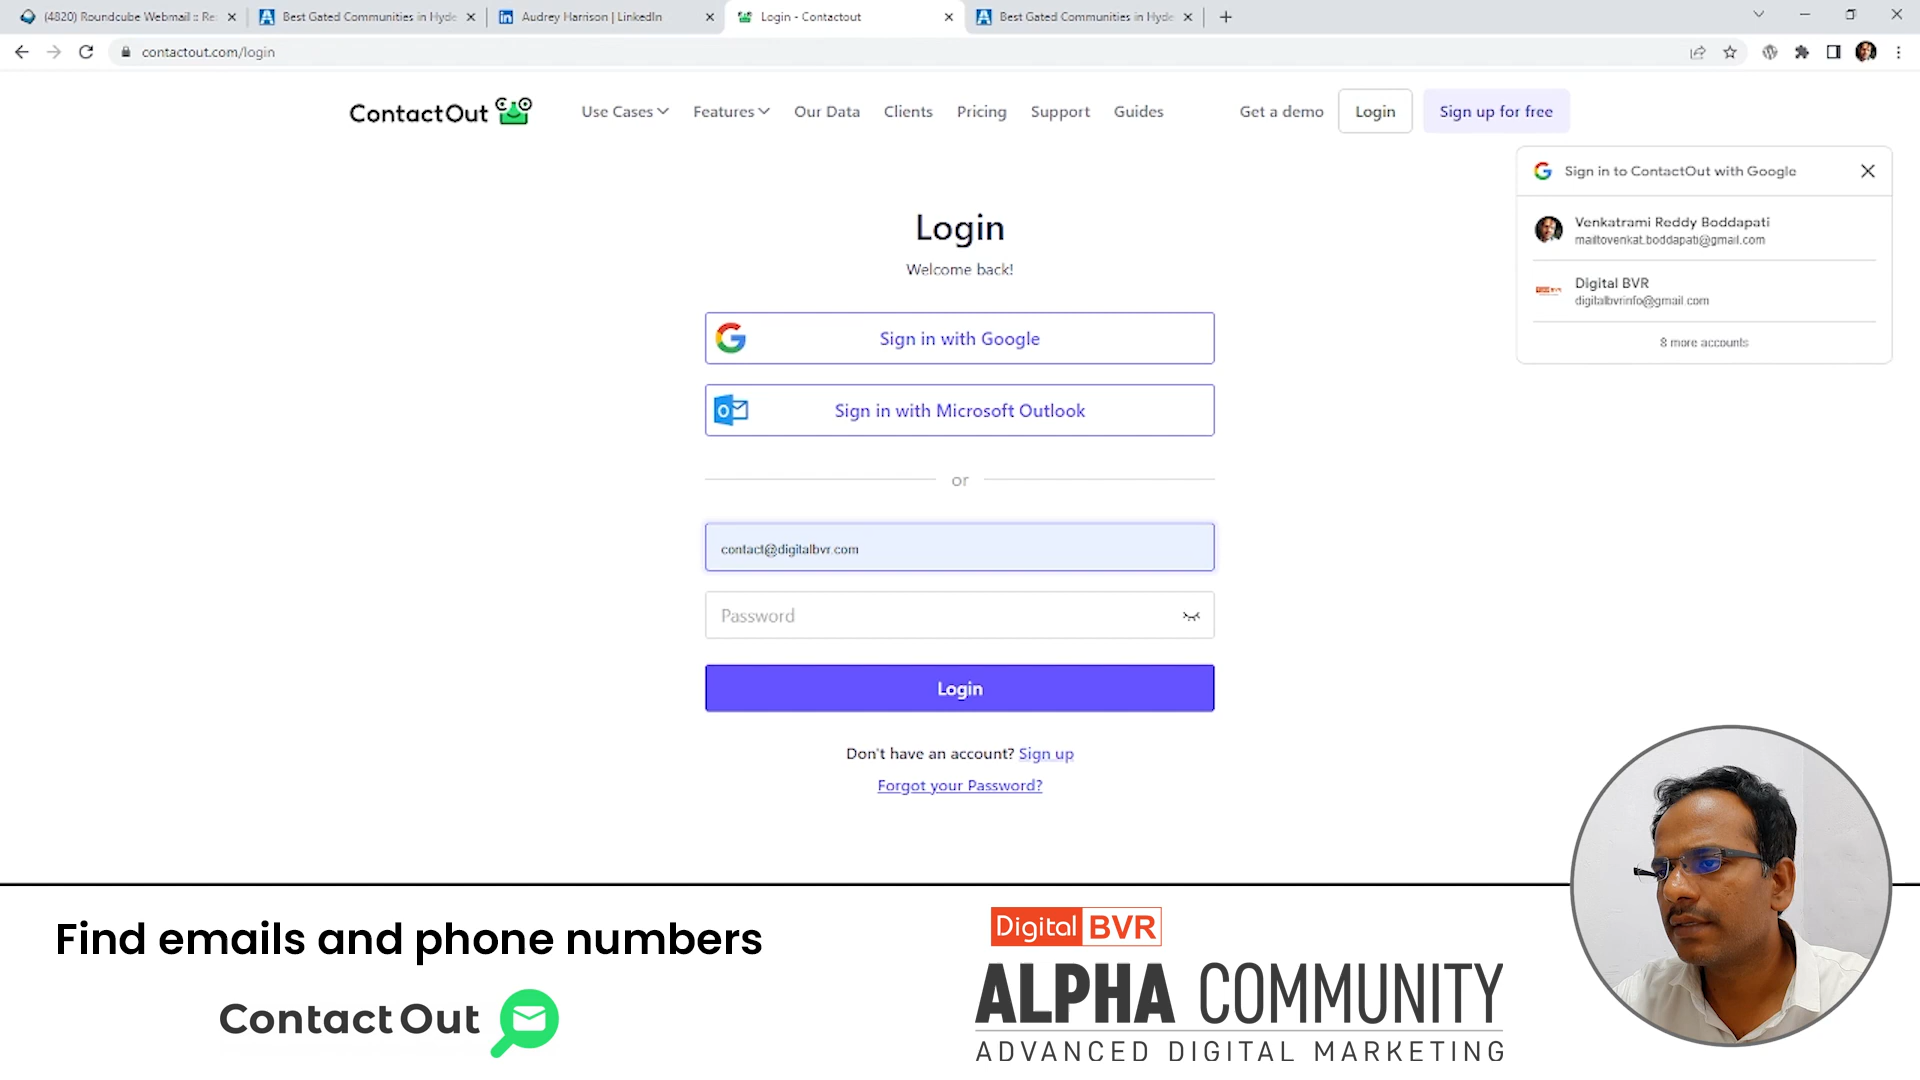 (4820) Roundcube Webmail :: Re:
Best Gated Communities in Hyde
Audrey Harrison | LinkedIn
Login - Contactout
Best Gated Communities in Hyde
contactout.com/login
ContactOut
Use Cases
Features
Our Data
Clients
Pricing
Support
Guides
Get a demo
Login
Sign up for free
Sign in to ContactOut with Google
Venkatrami Reddy Boddapati
mailtovenkat.boddapati@gmail.com
Digital BVR
digitalbvrinfo@gmail.com
8 more accounts
Login
Welcome back!
Sign in with Google
Sign in with Microsoft Outlook
or
contact@digitalbvr.com
Password
Login
Don't have an account? Sign up
Forgot your Password?
Find emails and phone numbers
ContactOut
Digital BVR
ALPHA COMMUNITY
ADVANCED DIGITAL MARKETING